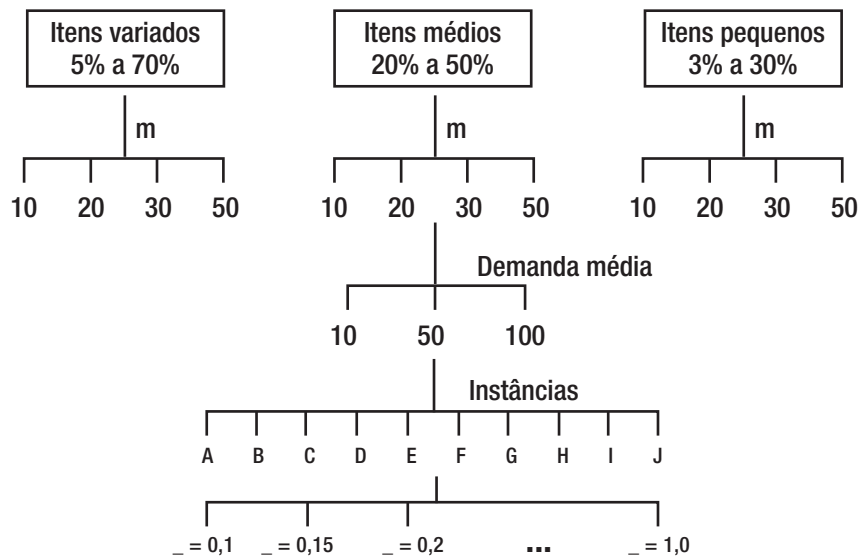 Itens variados
5% a 70%
Itens médios
20% a 50%
Itens pequenos
3% a 30%
m
m
m
10 20 30 50
10 20 30 50
10 20 30 50
Demanda média
10 50 100
Instâncias
A B C D E F G H I J
_ = 0,1 _ = 0,15 _ = 0,2 ... _ = 1,0